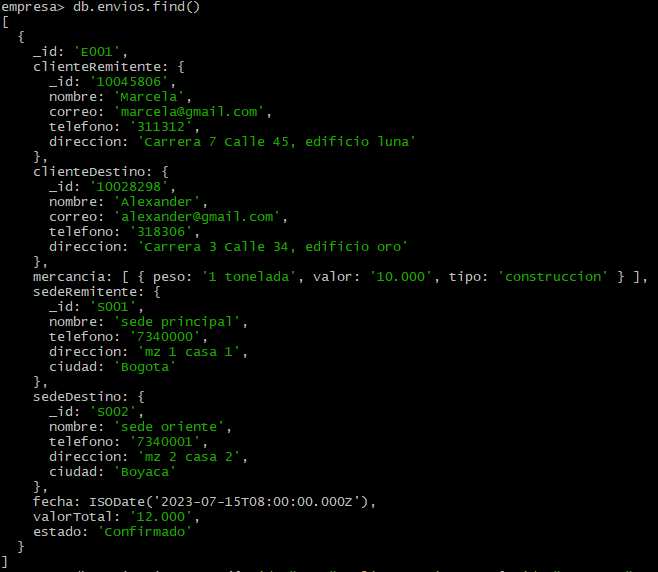 empresa> db.envios.find()
[
  {
    _id: 'E001',
    clienteRemitente: {
      _id: '10045806',
      nombre: 'Marcela',
      correo: 'marcela@gmail.com',
      telefono: '311312',
      direccion: 'Carrera 7 Calle 45, edificio luna'
    },
    clienteDestino: {
      _id: '10028298',
      nombre: 'Alexander',
      correo: 'alexander@gmail.com',
      telefono: '318306',
      direccion: 'Carrera 3 Calle 34, edificio oro'
    },
    mercancia: [ { peso: '1 tonelada', valor: '10.000', tipo: 'construccion' } ],
    sedeRemitente: {
      _id: 'S001',
      nombre: 'sede principal',
      telefono: '7340000',
      direccion: 'mz 1 casa 1',
      ciudad: 'Bogota'
    },
    sedeDestino: {
      _id: 'S002',
      nombre: 'sede oriente',
      telefono: '7340001',
      direccion: 'mz 2 casa 2',
      ciudad: 'Boyaca'
    },
    fecha: ISODate('2023-07-15T08:00:00.000Z'),
    valorTotal: '12.000',
    estado: 'Confirmado'
  }
]